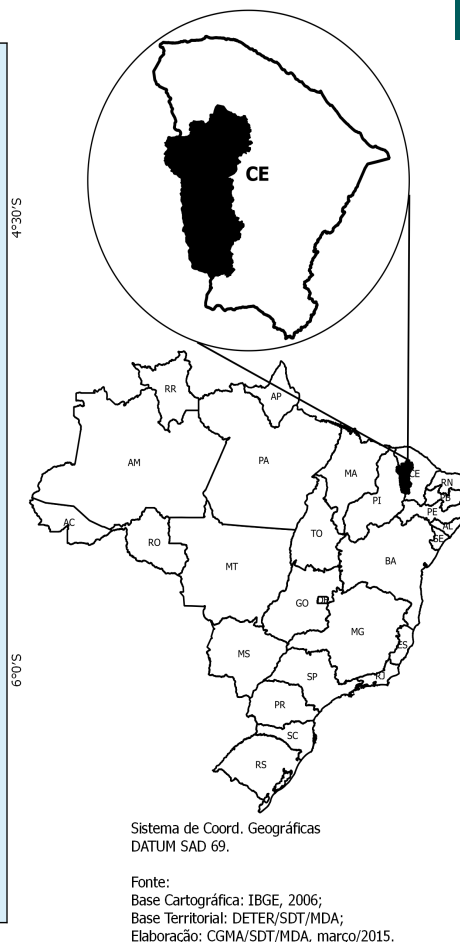 4°30'S
CE
RR
AP
AM
PA
MA
CE
RN
PI
PB
PE
AC
AL
SE
TO
RO
BA
MT
GO
DF
MG
ES
MS
SP
RJ
PR
SC
RS
6°0'S
Sistema de Coord. Geográficas
DATUM SAD 69.
Fonte:
Base Cartográfica: IBGE, 2006;
Base Territorial: DETER/SDT/MDA;
Elaboração: CGMA/SDT/MDA, marco/2015.